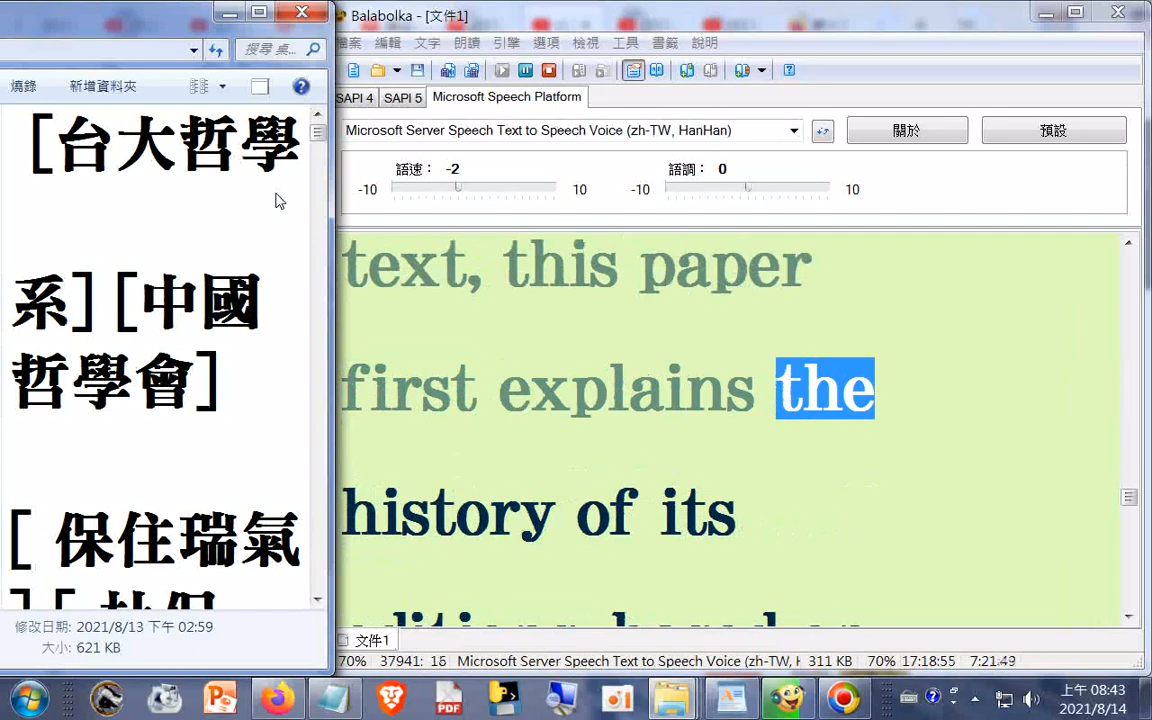 搜尋 桌...
燒錄
新增資料夾
[台大哲學
系][中國
哲學會]
[ 保住瑞氣
修改日期: 2021/8/13 下午 02:59
大小: 621 KB
Balabolka - [文件1]
檔案 編輯 文字 朗讀 引擎 選項 檢視 工具 書籤 說明
SAPI 4 SAPI 5 Microsoft Speech Platform
Microsoft Server Speech Text to Speech Voice (zh-TW, HanHan)
關於
預設
語速： -2
語調： 0
-10 10 -10 10
text, this paper
first explains the
history of its
editions based on
文件1
70% 37941: 16 Microsoft Server Speech Text to Speech Voice (zh-TW, H 311 KB 70% 17:18:55 7:21:49
PDF
上午 08:43
2021/8/14